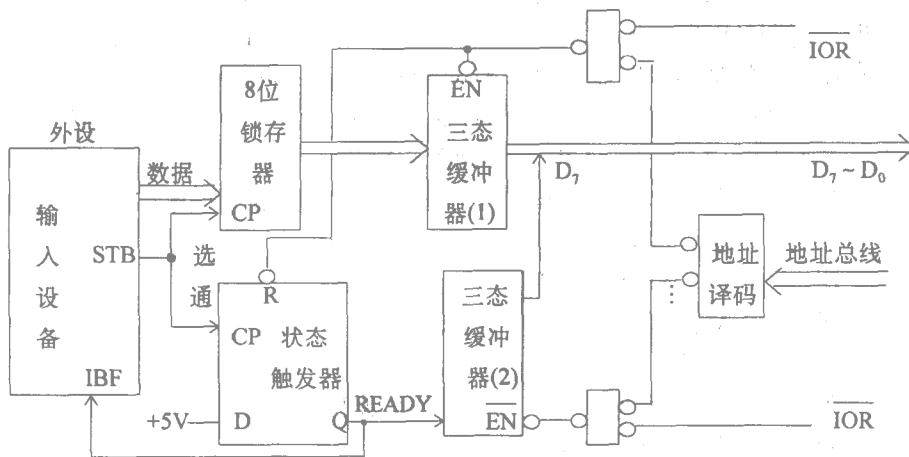 IOR
EN
8位
锁存
器
CP
三态
缓冲
器(1)
外设
数据
D7
D7 ~ D0
输
入
设
备
STB
选
通
IBF
R
CP
状态
触发器
D
Q
+5V
READY
三态
缓冲
器(2)
EN
地址
译码
地址总线
...
IOR